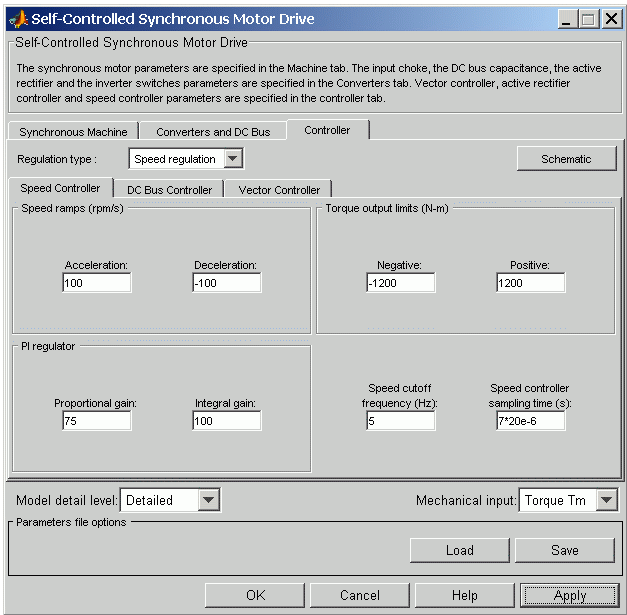 Self-Controlled Synchronous Motor Drive
Self-Controlled Synchronous Motor Drive
The synchronous motor parameters are specified in the Machine tab. The input choke, the DC bus capacitance, the active
rectifier and the inverter switches parameters are specified in the Converters tab. Vector controller, active rectifier
controller and speed controller parameters are specified in the controller tab.
Synchronous Machine Converters and DC Bus Controller
Regulation type : Speed regulation Schematic
Speed Controller DC Bus Controller Vector Controller
Speed ramps (rpm/s) Torque output limits (N-m)
Acceleration: Deceleration: Negative: Positive:
100 -100 -1200 1200
PI regulator
Speed cutoff Speed controller
Proportional gain: Integral gain: frequency (Hz): sampling time (s):
75 100 5 7*20e-6
Model detail level: Detailed Mechanical input: Torque Tm
Parameters file options
Load Save
OK Cancel Help Apply